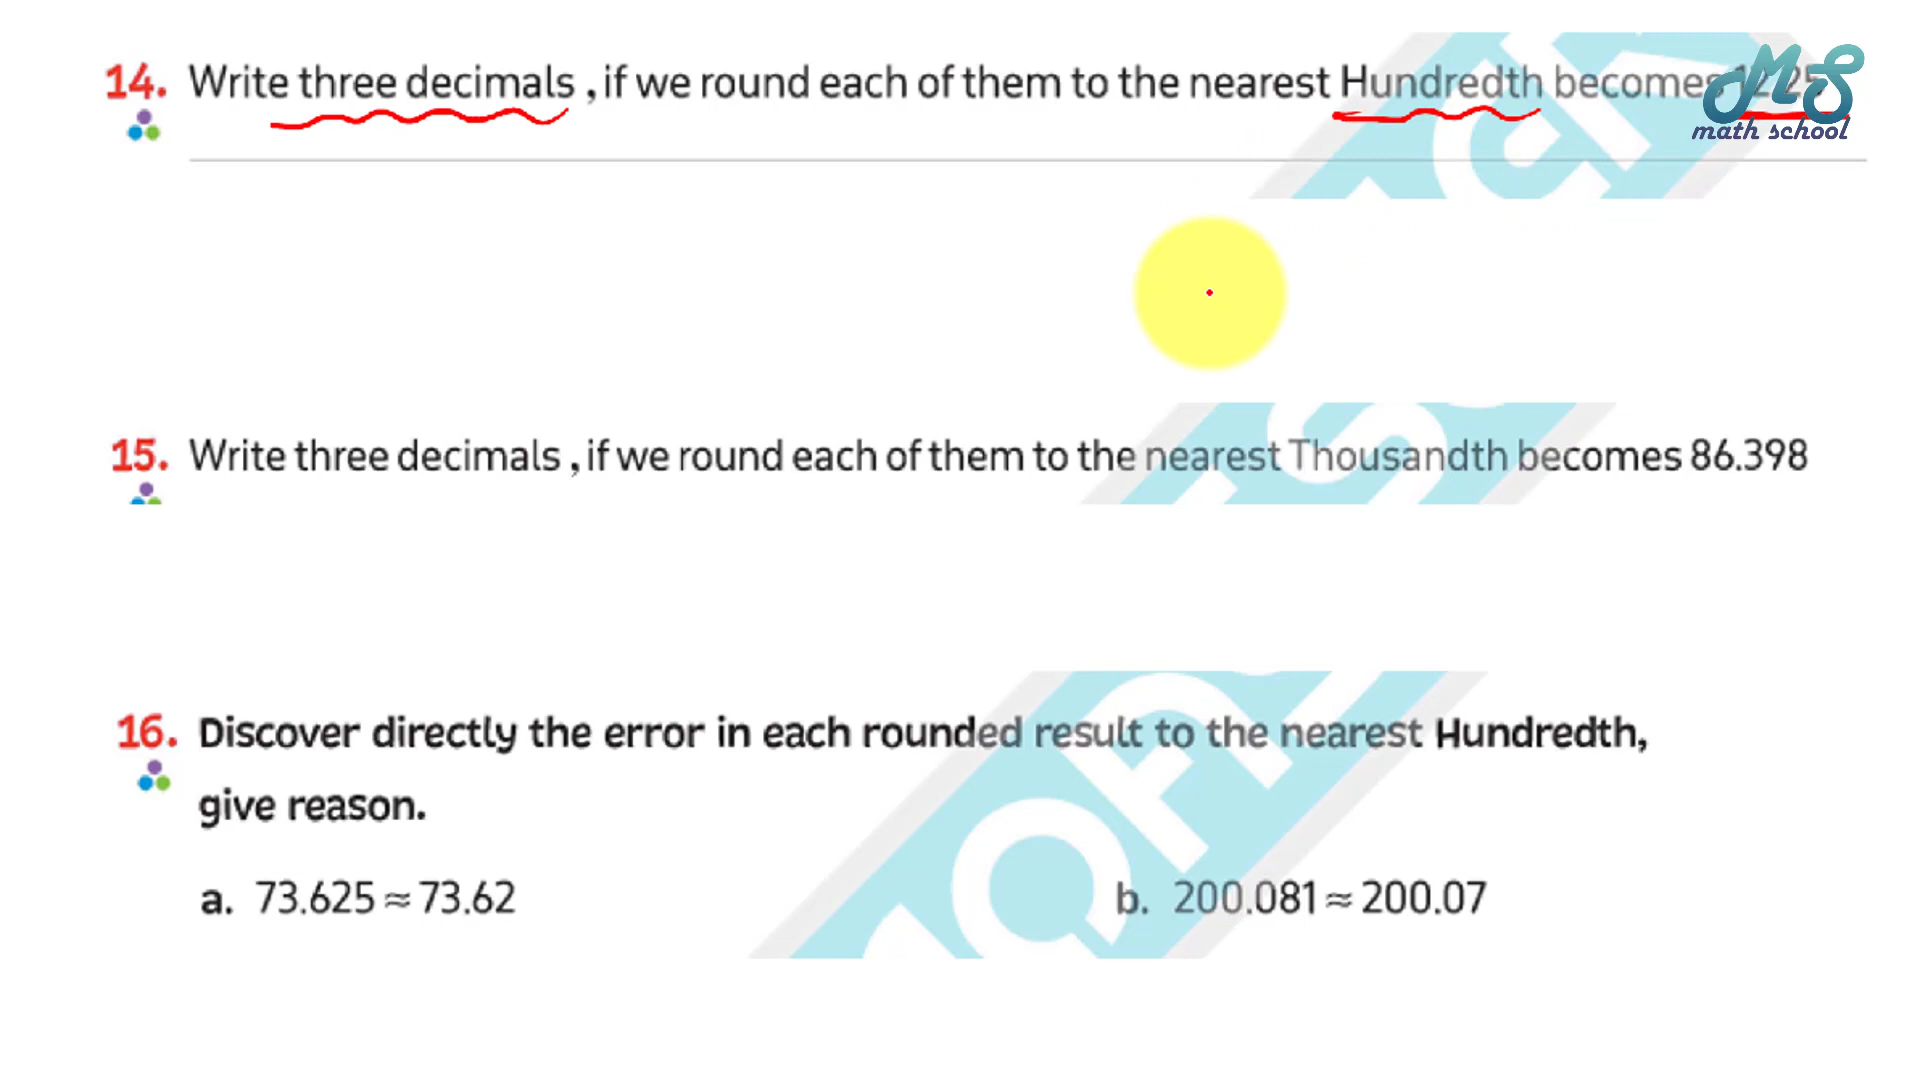 14. Write three decimals , if we round each of them to the nearest Hundredth becomes 12.25
MS
math school
15. Write three decimals , if we round each of them to the nearest Thousandth becomes 86.398
16. Discover directly the error in each rounded result to the nearest Hundredth,
give reason.
a. 73.625 ≈ 73.62
b. 200.081 ≈ 200.07